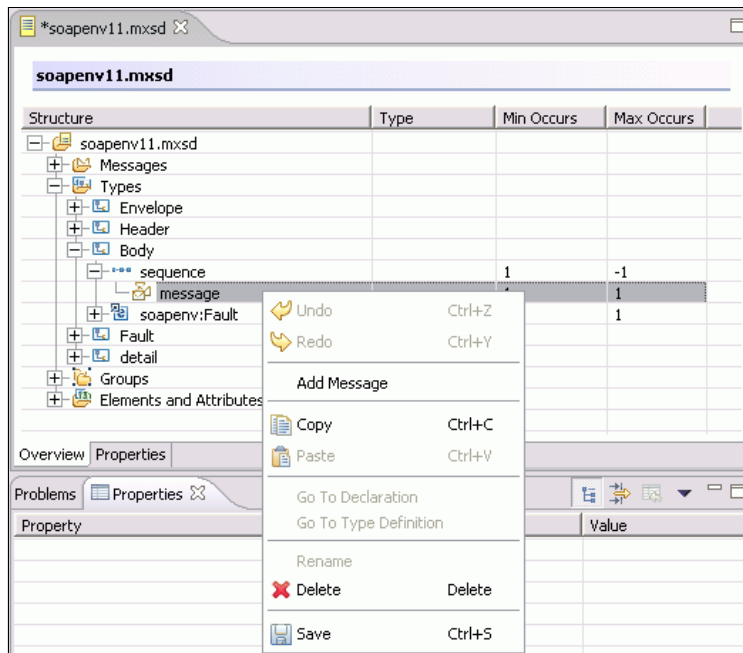 *soapenv11.mxsd
soapenv11.mxsd
Structure Type Min Occurs Max Occurs
soapenv11.mxsd
Messages
Types
Envelope
Header
Body
sequence 1 -1
message 1
soapenv:Fault 1
Fault
detail
Groups
Elements and Attributes
Undo Ctrl+Z
Redo Ctrl+Y
Add Message
Copy Ctrl+C
Paste Ctrl+V
Go To Declaration
Go To Type Definition
Rename
Delete Delete
Save Ctrl+S
Overview Properties
Problems Properties
Property Value